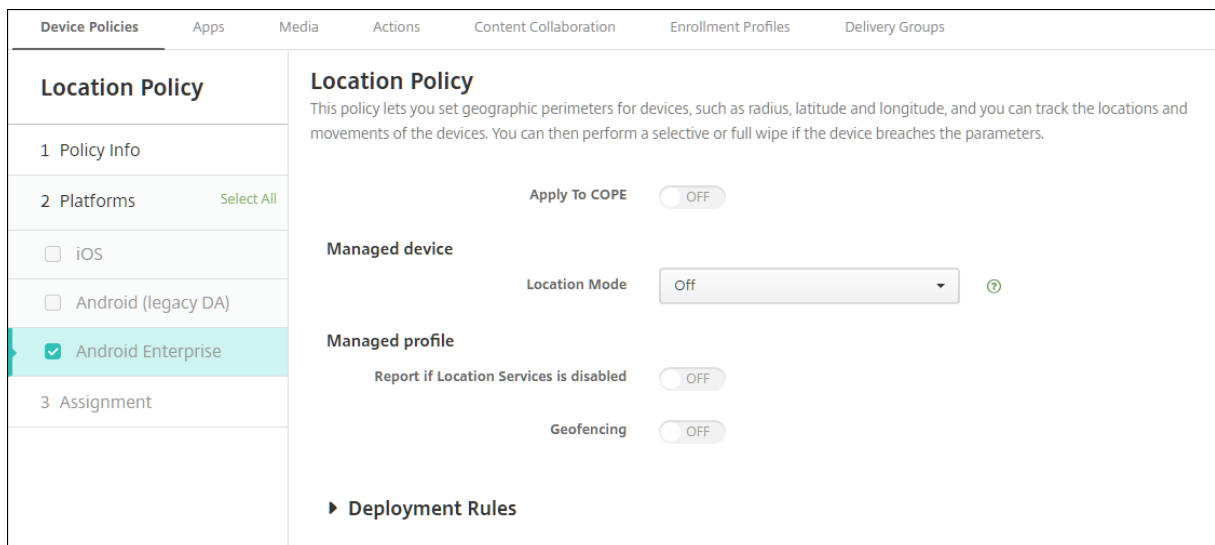 Device Policies Apps Media Actions Content Collaboration Enrollment Profiles Delivery Groups
Location Policy
1 Policy Info
2 Platforms Select All
iOS
Android (legacy DA)
Android Enterprise
3 Assignment
Location Policy
This policy lets you set geographic perimeters for devices, such as radius, latitude and longitude, and you can track the locations and
movements of the devices. You can then perform a selective or full wipe if the device breaches the parameters.
Apply To COPE OFF
Managed device
Location Mode Off ?
Managed profile
Report if Location Services is disabled OFF
Geofencing OFF
Deployment Rules